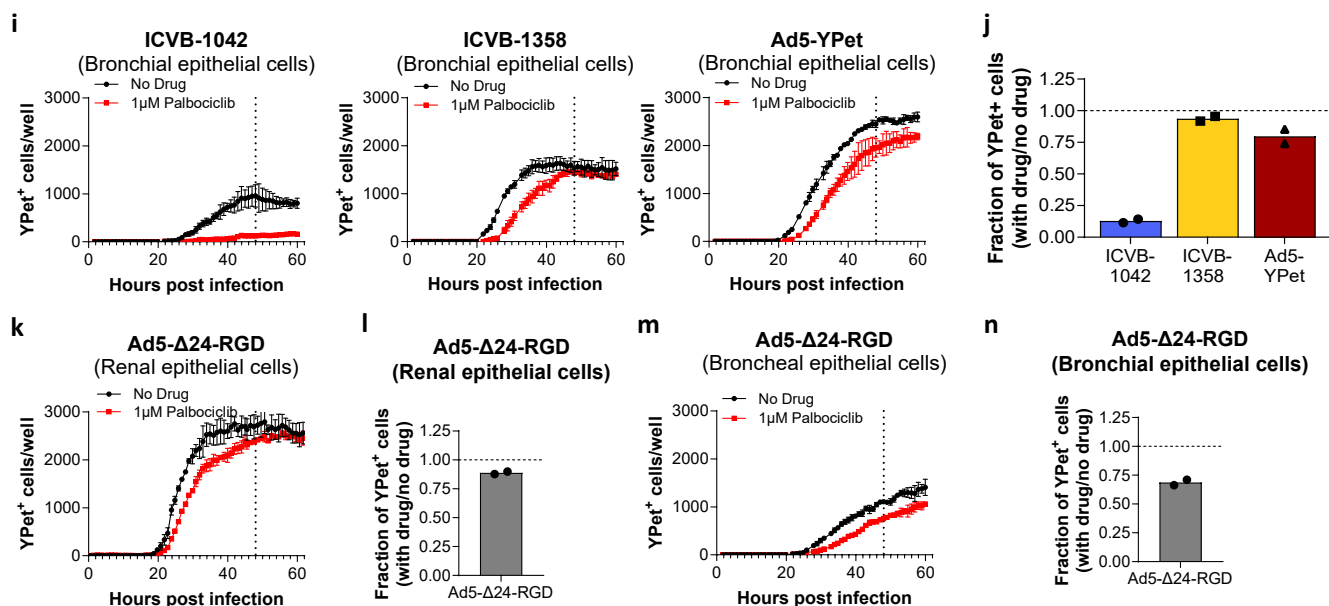 i
ICVB-1042
(Bronchial epithelial cells)
No Drug
1µM Palbociclib
YPet+ cells/well
3000
2000
1000
0
0 20 40 60
Hours post infection
ICVB-1358
(Bronchial epithelial cells)
No Drug
1µM Palbociclib
YPet+ cells/well
3000
2000
1000
0
0 20 40 60
Hours post infection
Ad5-YPet
(Bronchial epithelial cells)
No Drug
1µM Palbociclib
YPet+ cells/well
3000
2000
1000
0
0 20 40 60
Hours post infection
j
Fraction of YPet+ cells
(with drug/no drug)
1.25
1.00
0.75
0.50
0.25
0.00
ICVB-
1042
ICVB-
1358
Ad5-
YPet
k
Ad5-Δ24-RGD
(Renal epithelial cells)
No Drug
1µM Palbociclib
YPet+ cells/well
3000
2000
1000
0
0 20 40 60
Hours post infection
l
Ad5-Δ24-RGD
(Renal epithelial cells)
Fraction of YPet+ cells
(with drug/no drug)
1.25
1.00
0.75
0.50
0.25
0.00
Ad5-Δ24-RGD
m
Ad5-Δ24-RGD
(Broncheal epithelial cells)
No Drug
1µM Palbociclib
YPet+ cells/well
3000
2000
1000
0
0 20 40 60
Hours post infection
n
Ad5-Δ24-RGD
(Bronchial epithelial cells)
Fraction of YPet+ cells
(with drug/no drug)
1.25
1.00
0.75
0.50
0.25
0.00
Ad5-Δ24-RGD